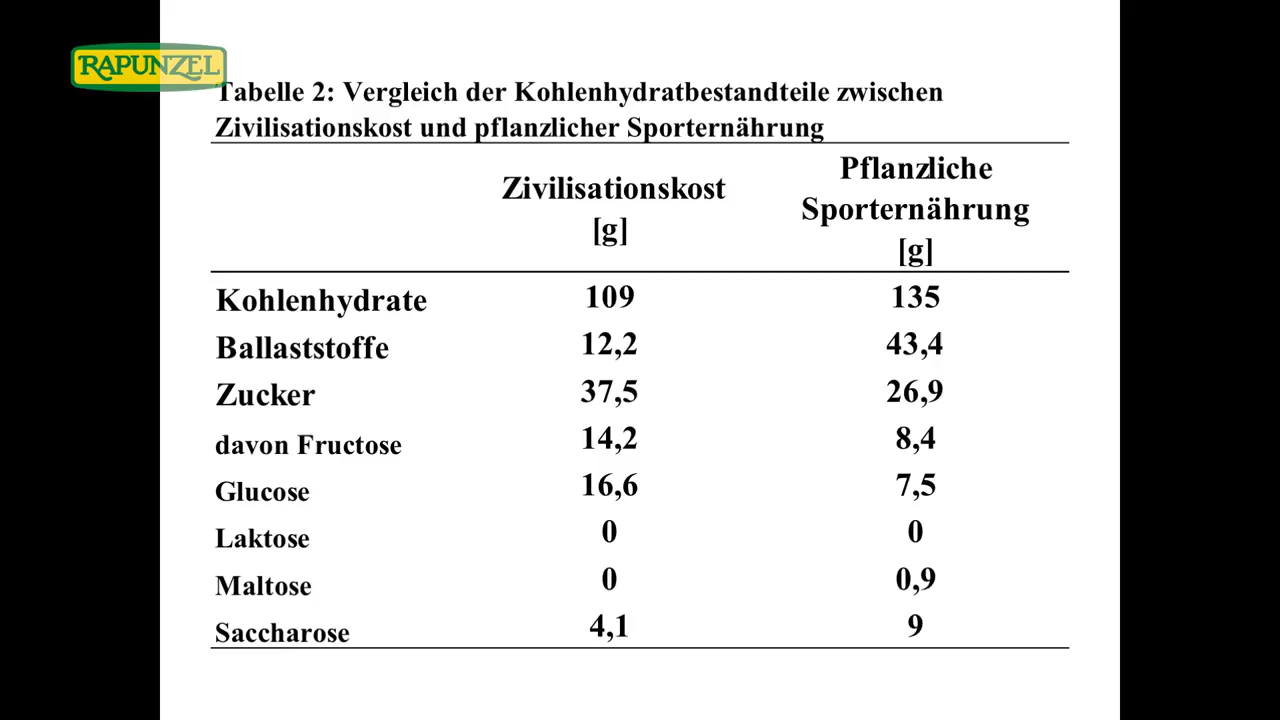 RAPUNZEL
Tabelle 2: Vergleich der Kohlenhydratbestandteile zwischen
Zivilisationskost und pflanzlicher Sporternährung
Zivilisationskost
[g]
Pflanzliche
Sporternährung
[g]
Kohlenhydrate 109 135
Ballaststoffe 12,2 43,4
Zucker 37,5 26,9
davon Fructose 14,2 8,4
Glucose 16,6 7,5
Laktose 0 0
Maltose 0 0,9
Saccharose 4,1 9